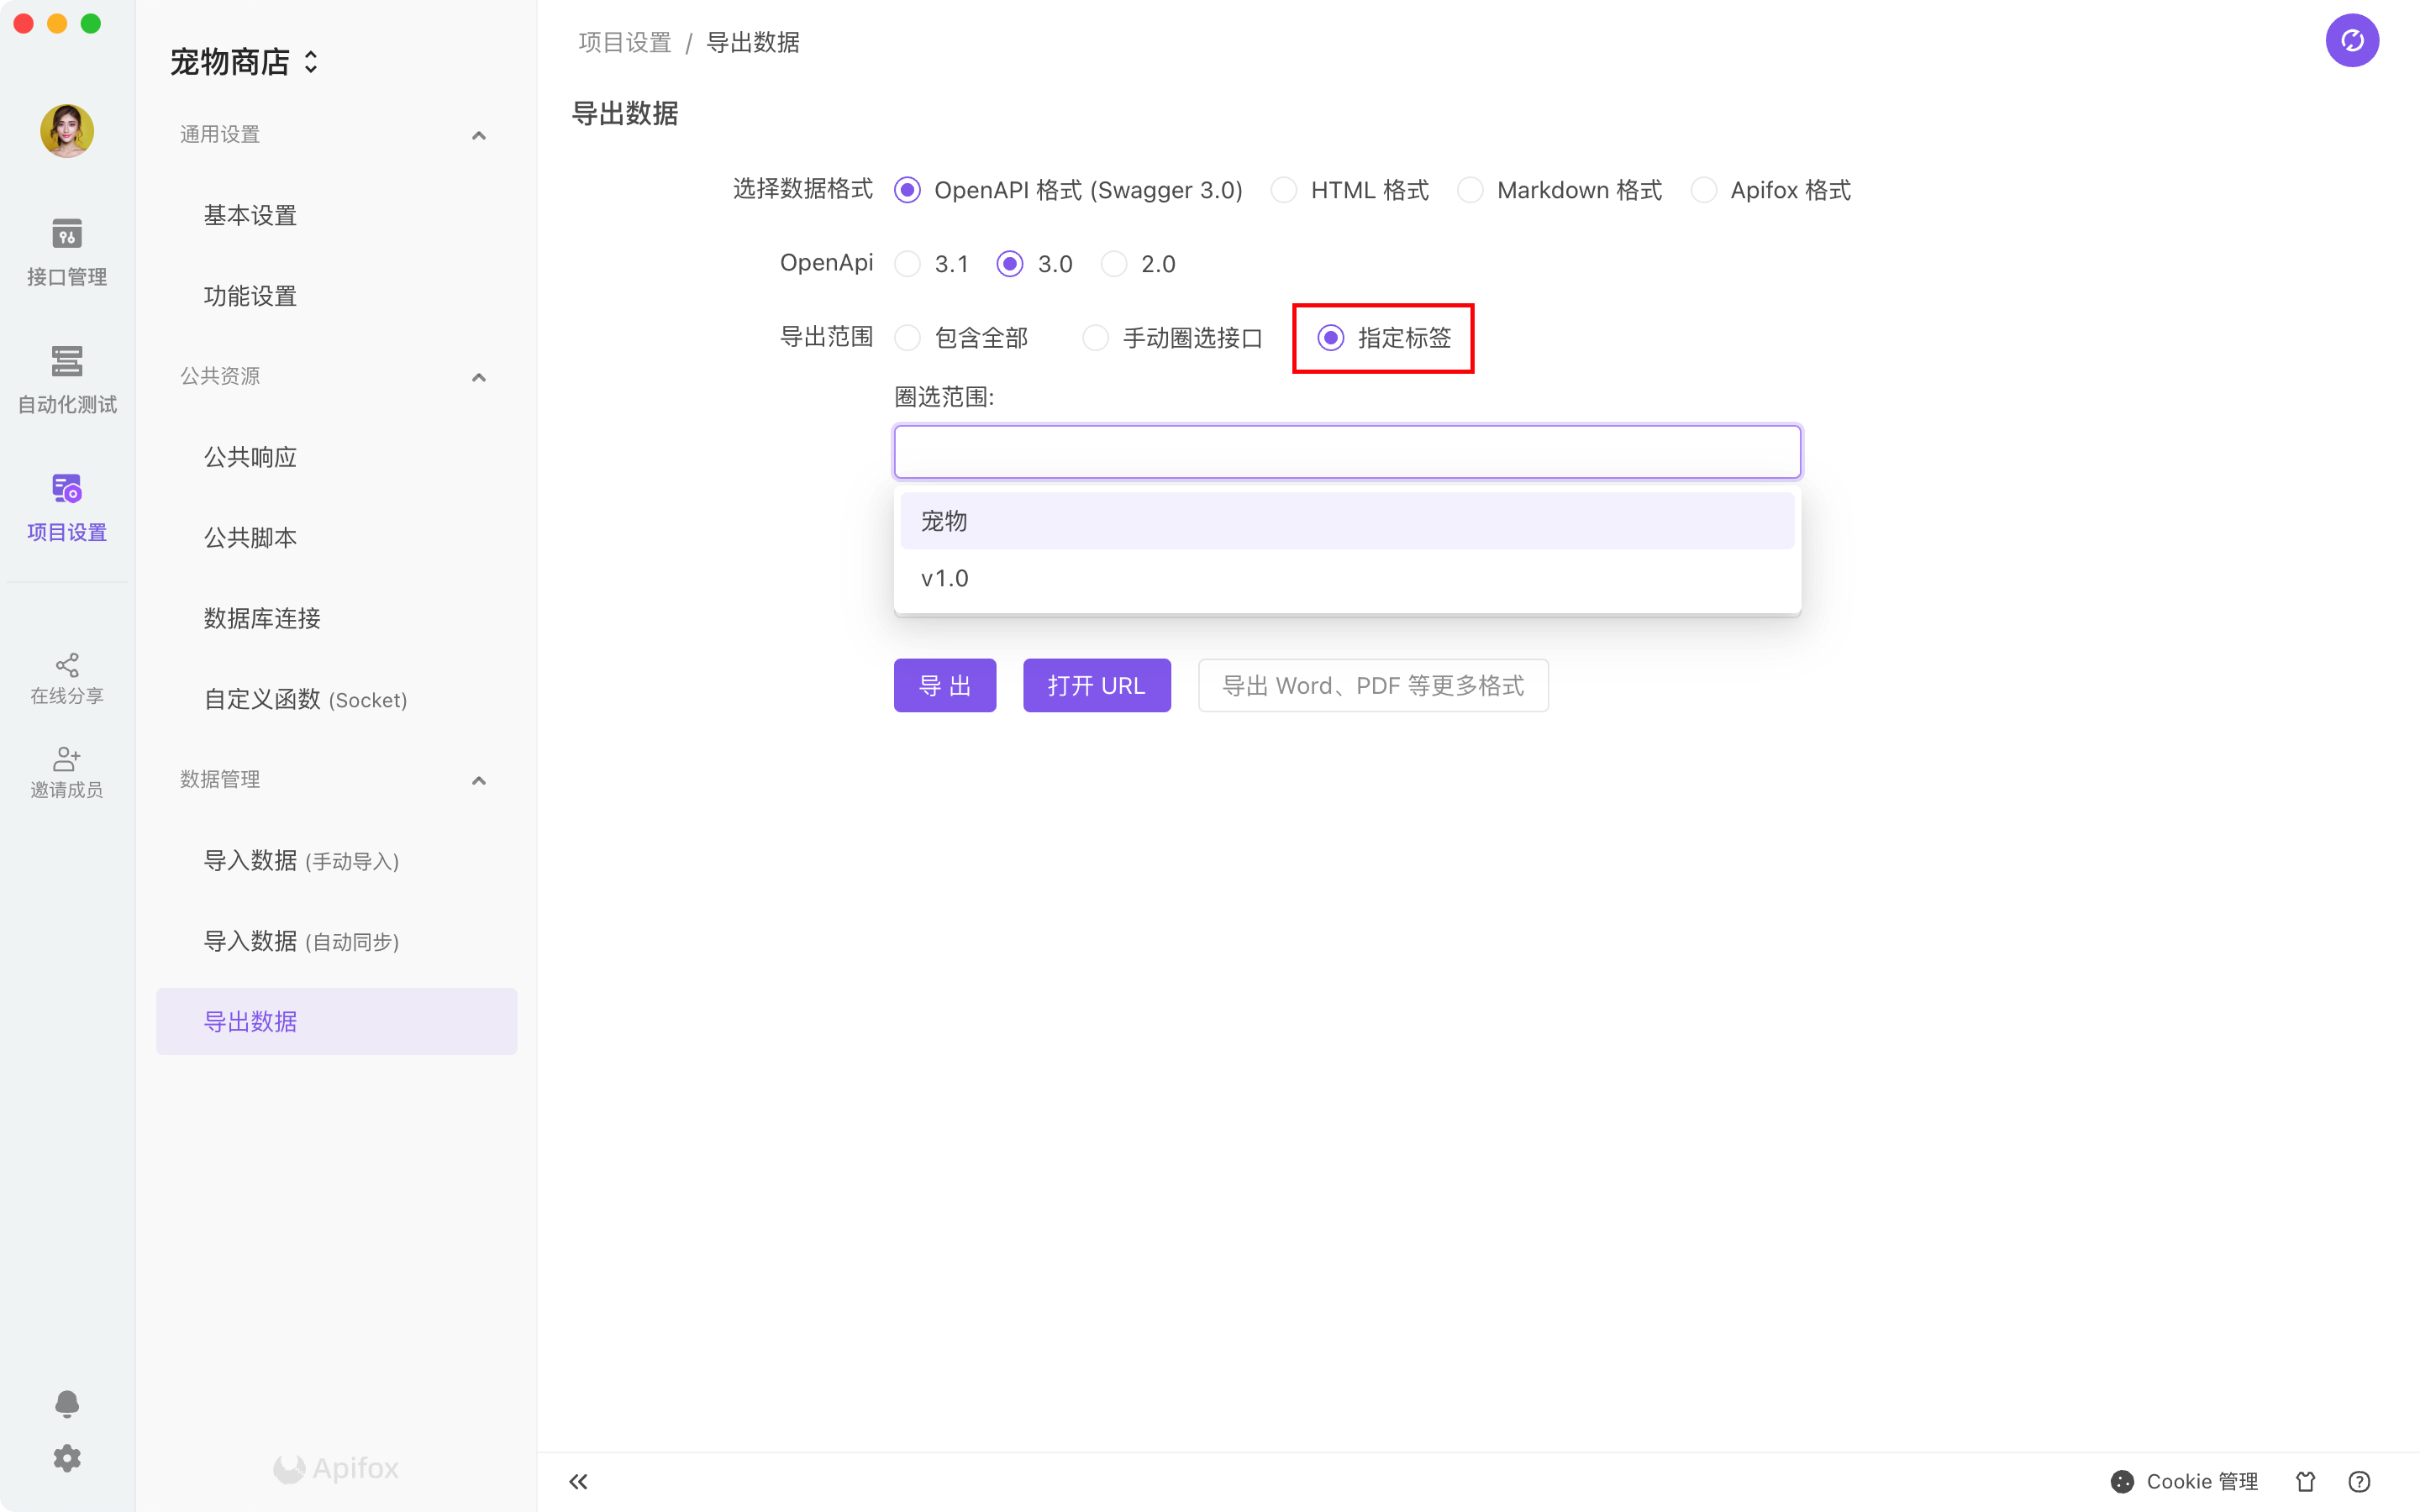 宠物商店
通用设置
基本设置
功能设置
公共资源
公共响应
公共脚本
数据库连接
自定义函数 (Socket)
数据管理
导入数据 (手动导入)
导入数据 (自动同步)
导出数据
Apifox
接口管理
自动化测试
项目设置
在线分享
邀请成员
项目设置 / 导出数据
导出数据
选择数据格式 OpenAPI 格式 (Swagger 3.0) HTML 格式 Markdown 格式 Apifox 格式
OpenApi 3.1 3.0 2.0
导出范围 包含全部 手动圈选接口 指定标签
圈选范围:
宠物
v1.0
导 出 打开 URL 导出 Word、PDF 等更多格式
Cookie 管理